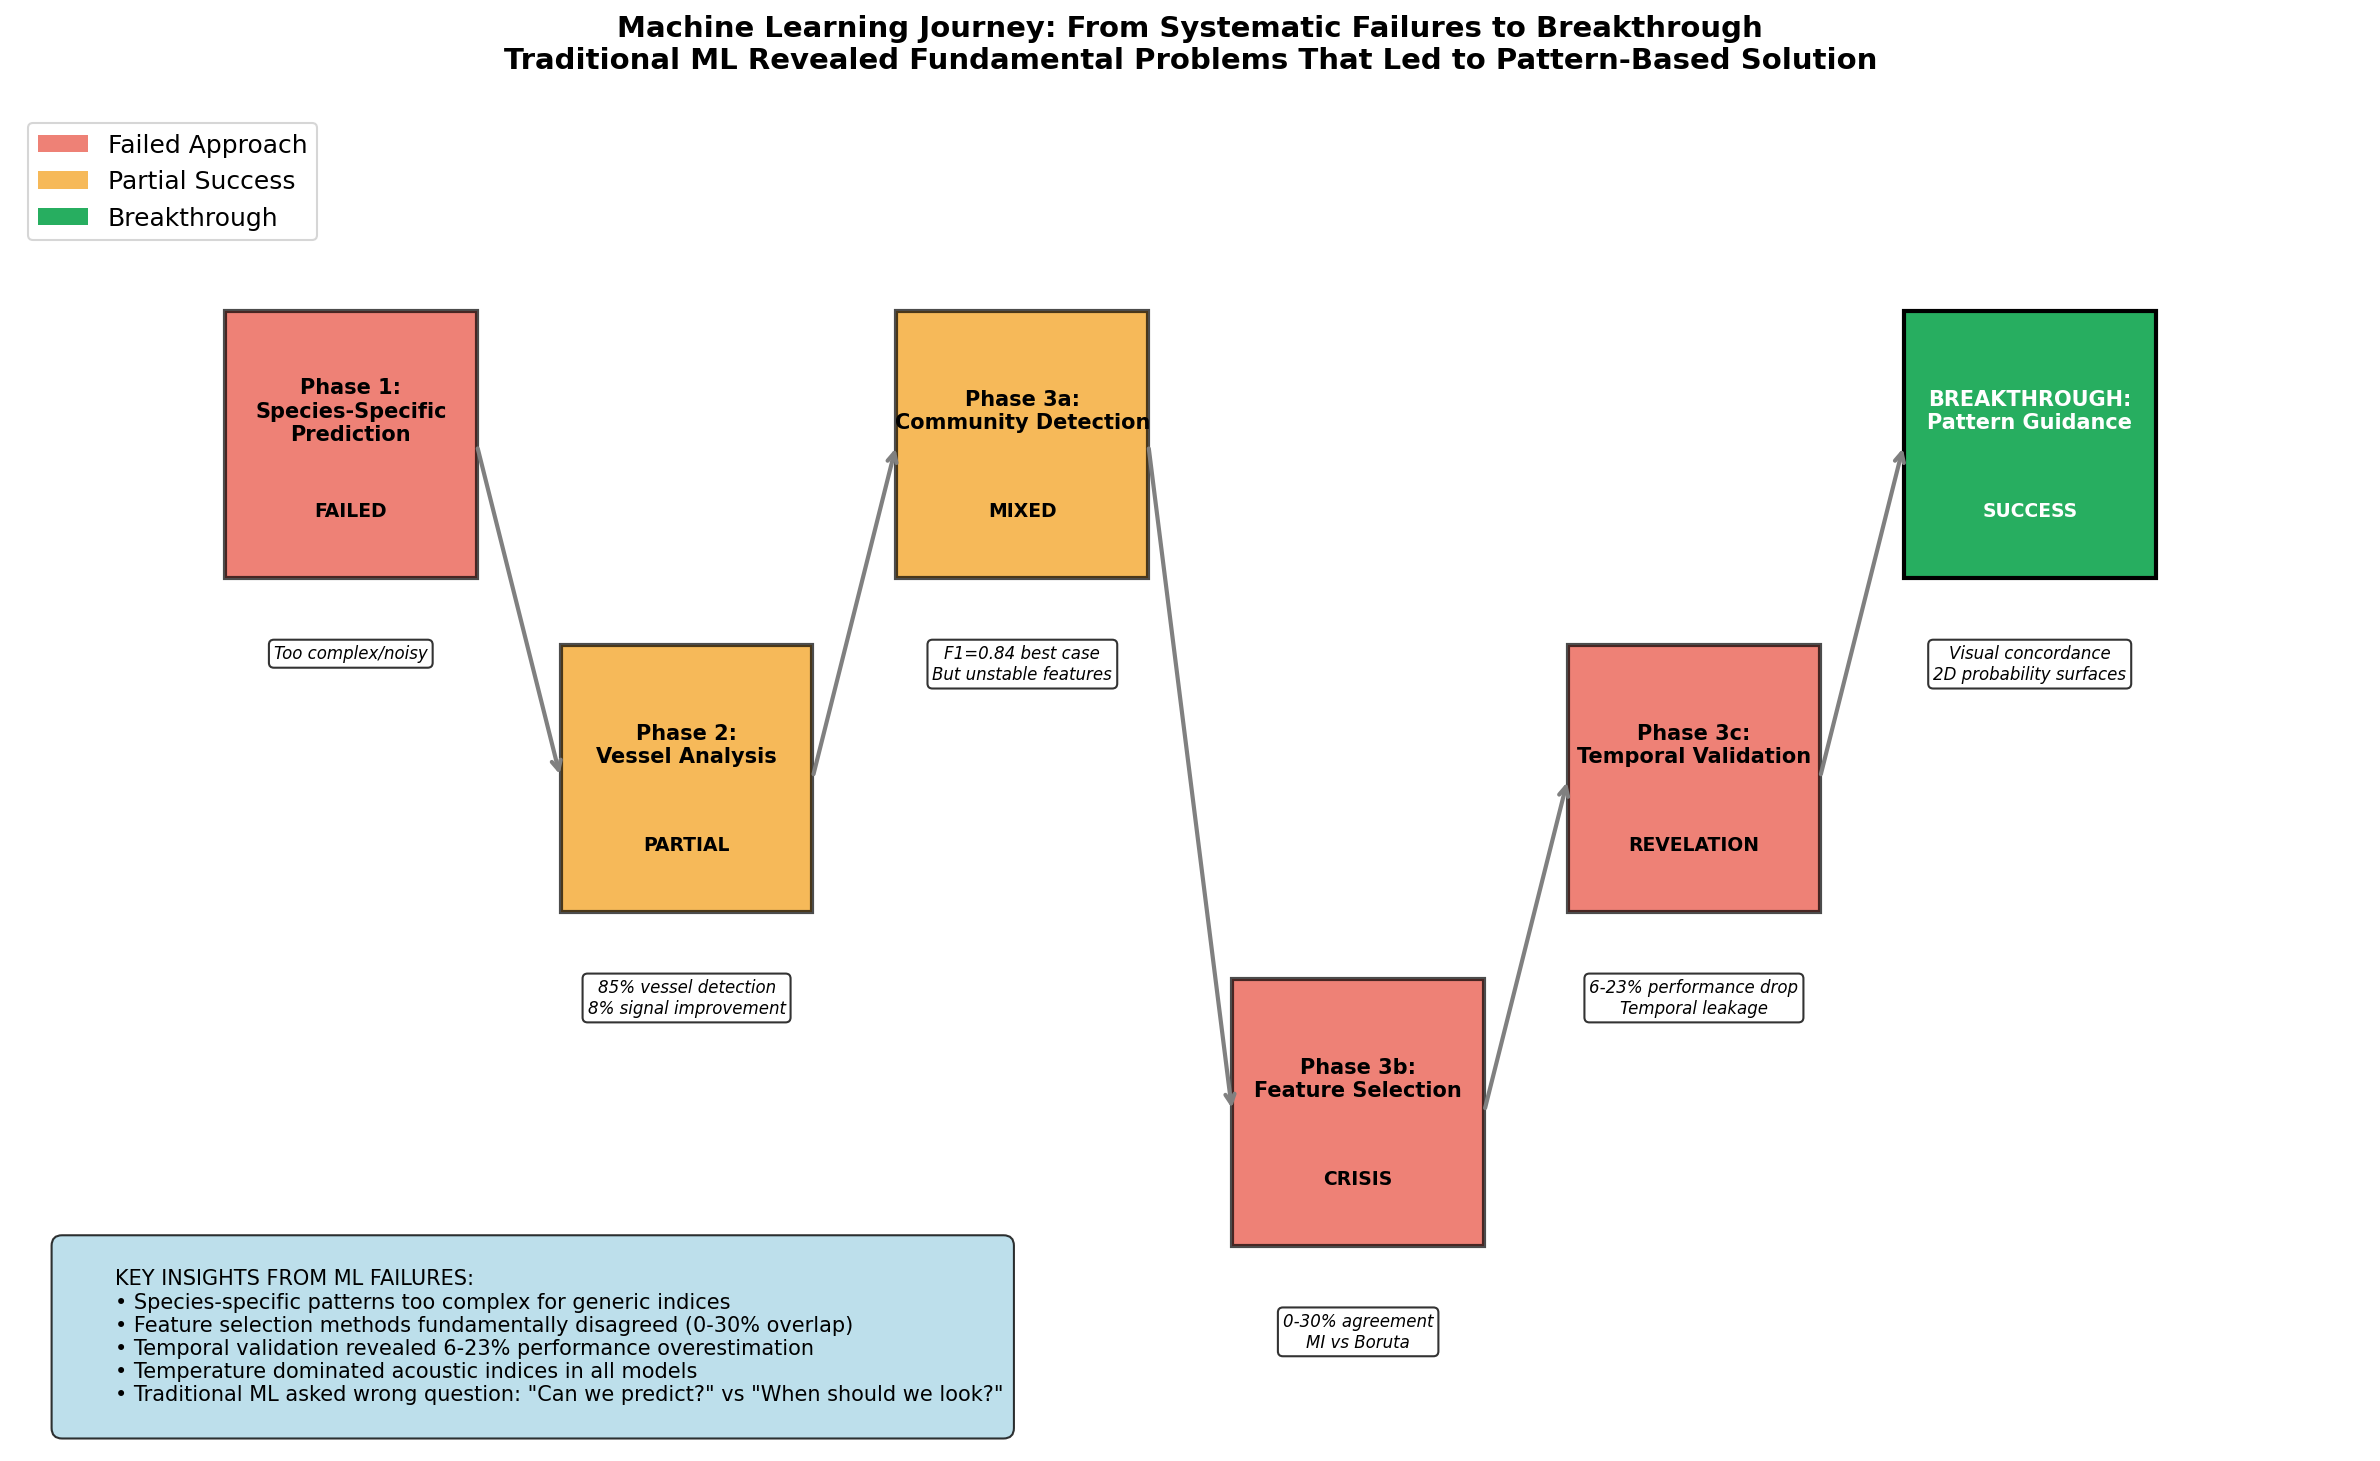 Machine Learning Journey: From Systematic Failures to Breakthrough
Traditional ML Revealed Fundamental Problems That Led to Pattern-Based Solution
Failed Approach
Partial Success
Breakthrough
Phase 1:
Species-Specific
Prediction
FAILED
Too complex/noisy
Phase 2:
Vessel Analysis
PARTIAL
85% vessel detection
8% signal improvement
Phase 3a:
Community Detection
MIXED
F1=0.84 best case
But unstable features
Phase 3b:
Feature Selection
CRISIS
0-30% agreement
MI vs Boruta
Phase 3c:
Temporal Validation
REVELATION
6-23% performance drop
Temporal leakage
BREAKTHROUGH:
Pattern Guidance
SUCCESS
Visual concordance
2D probability surfaces
KEY INSIGHTS FROM ML FAILURES:
• Species-specific patterns too complex for generic indices
• Feature selection methods fundamentally disagreed (0-30% overlap)
• Temporal validation revealed 6-23% performance overestimation
• Temperature dominated acoustic indices in all models
• Traditional ML asked wrong question: "Can we predict?" vs "When should we look?"